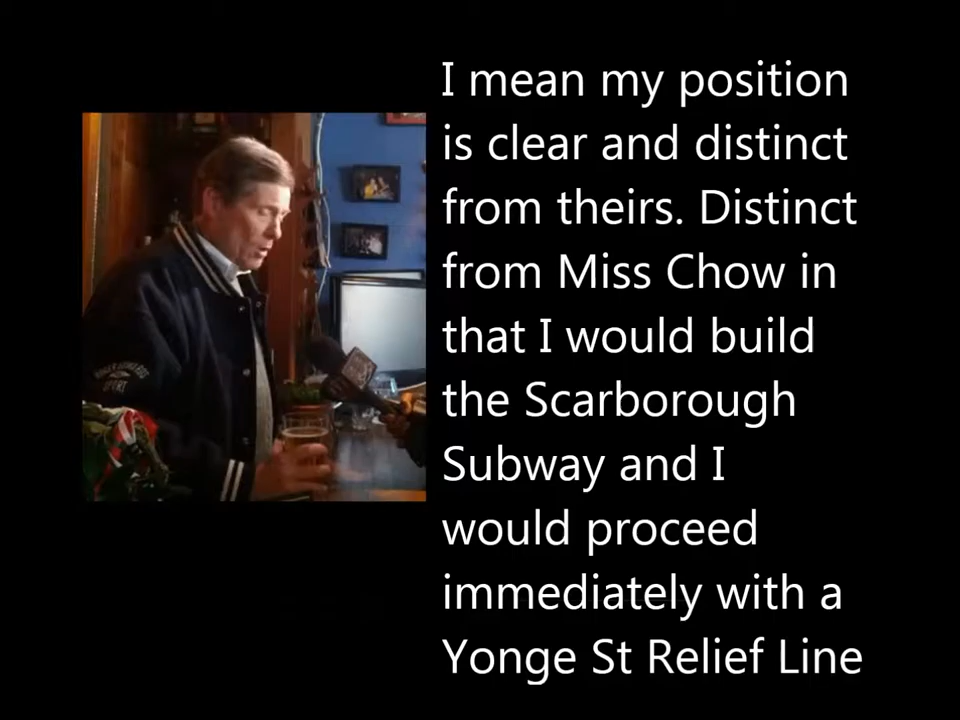 I mean my position
is clear and distinct
from theirs. Distinct
from Miss Chow in
that I would build
the Scarborough
Subway and I
would proceed
immediately with a
Yonge St Relief Line
SPORT